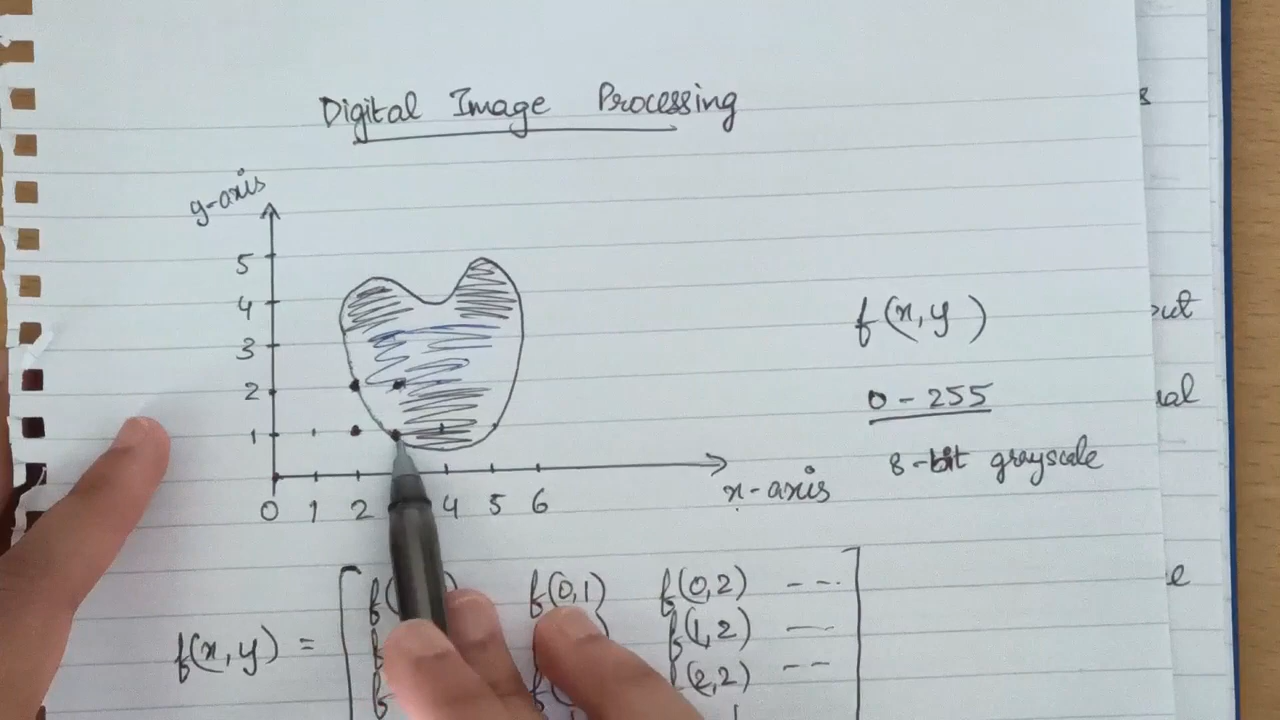 Digital Image Processing
y-axis
5
4
3
2
1
0 1 2 4 5 6
x-axis
f(x,y)
0 - 255
8-bit grayscale
f(x,y) =
f(0,1) f(0,2) ---
f(1,2) ---
f(2,2) --